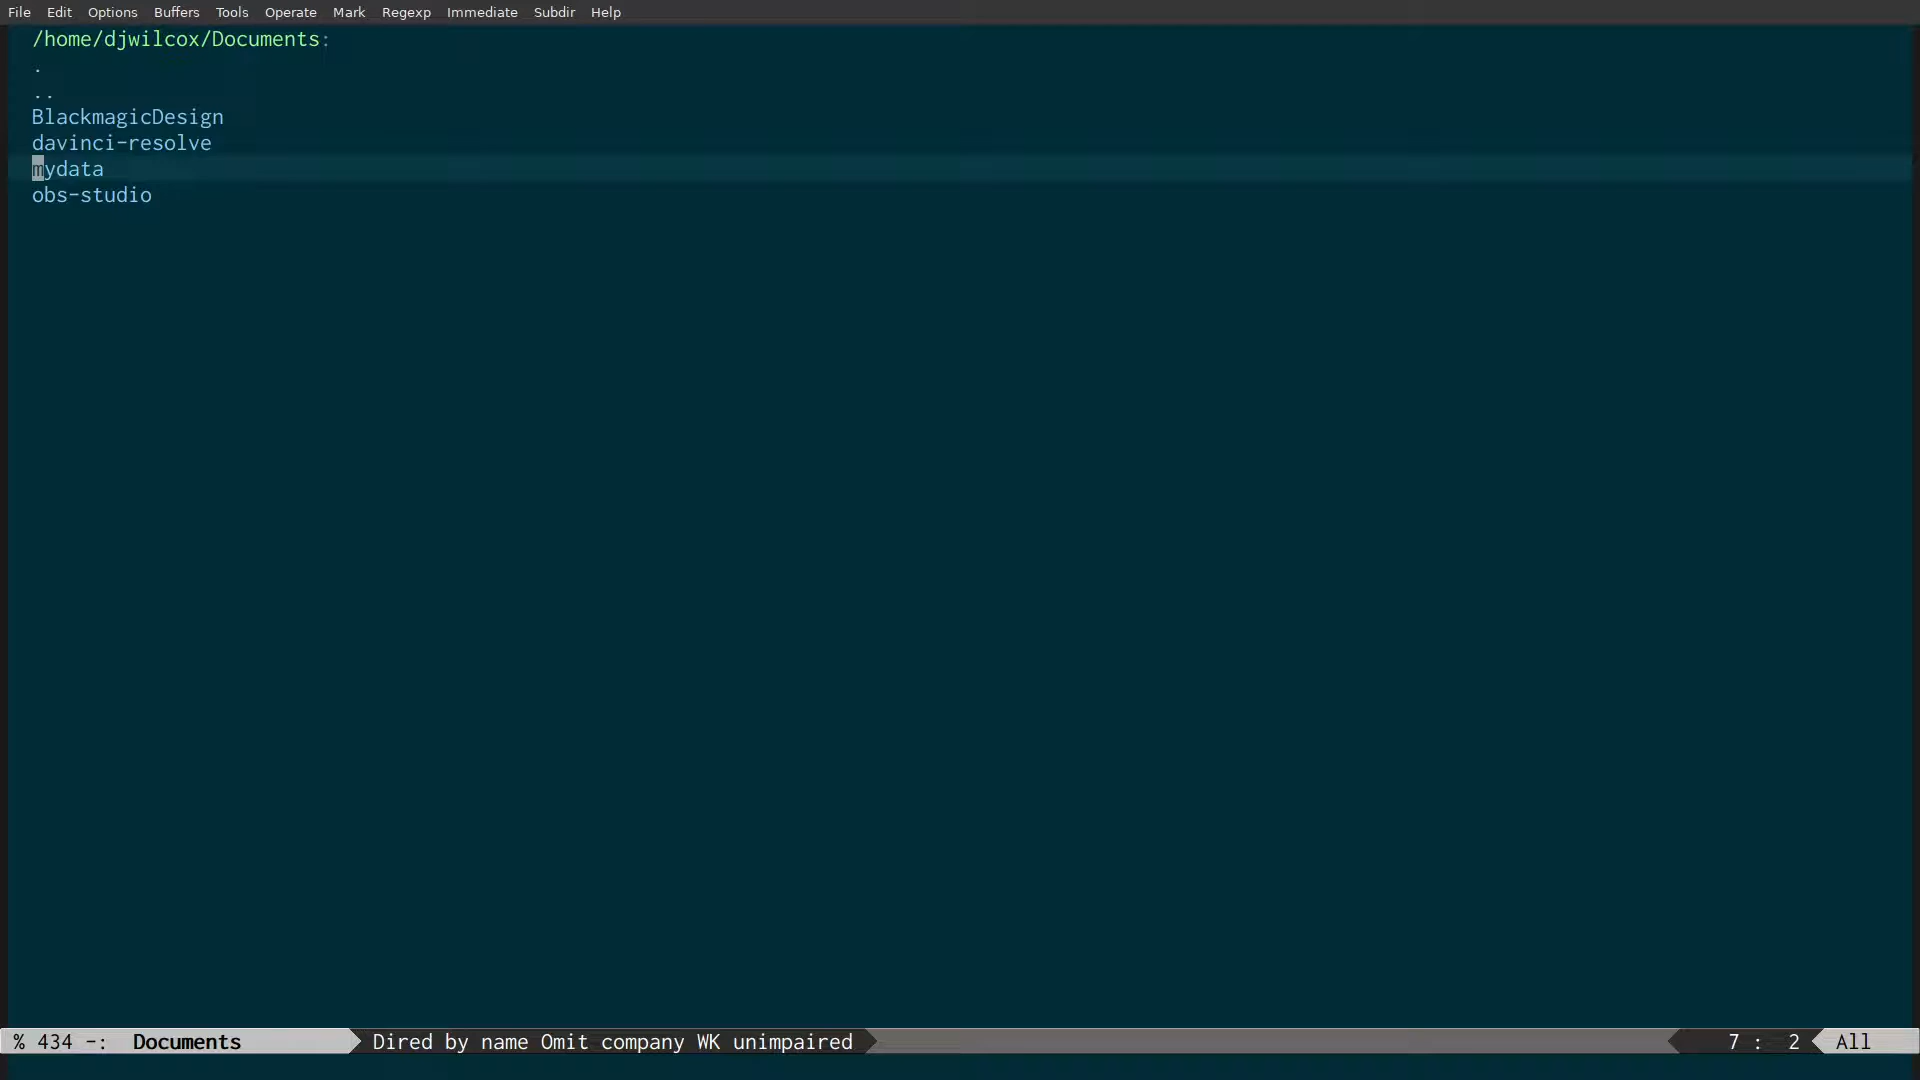 File Edit Options Buffers Tools Operate Mark Regexp Immediate Subdir Help
/home/djwilcox/Documents:
.
..
BlackmagicDesign
davinci-resolve
mydata
obs-studio
% 434 -: Documents Dired by name Omit company WK unimpaired 7 : 2 All